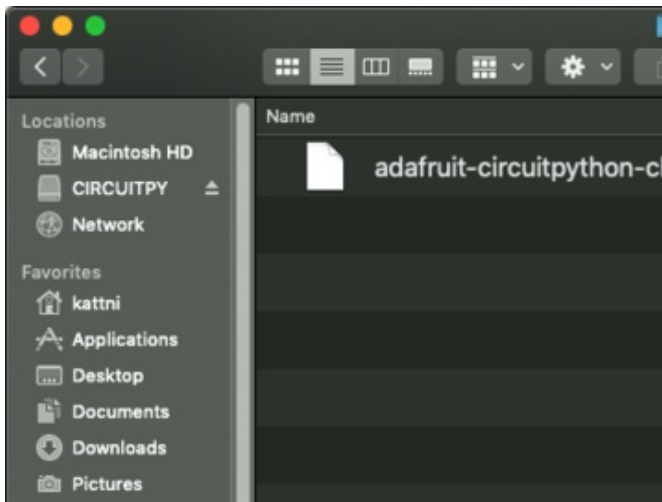 Name
adafruit-circuitpython-c
Locations
Macintosh HD
CIRCUITPY
Network
Favorites
kattni
Applications
Desktop
Documents
Downloads
Pictures